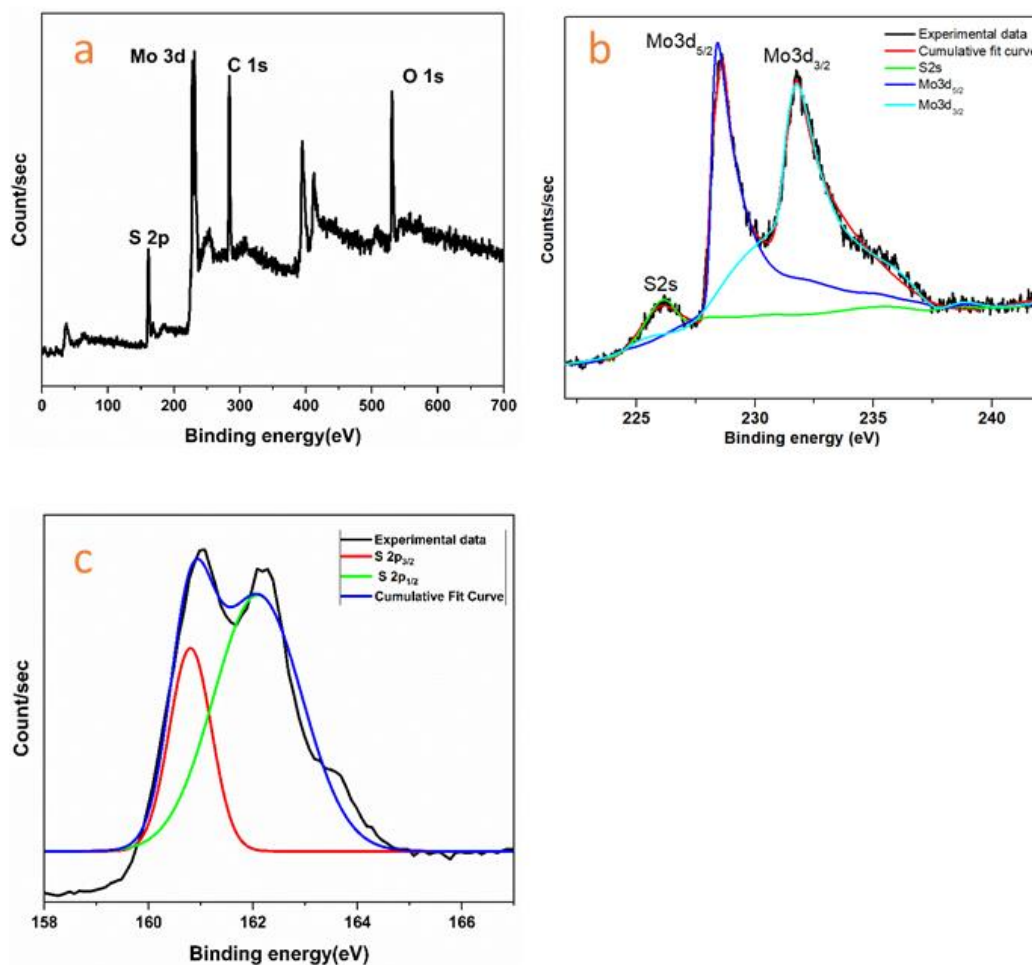 a
Mo 3d
C 1s
O 1s
S 2p
Count/sec
0 100 200 300 400 500 600 700
Binding energy(eV)
b
Mo3d5/2
Mo3d3/2
S2s
Experimental data
Cumulative fit curve
S2s
Mo3d5/2
Mo3d3/2
Counts/sec
225 230 235 240
Binding energy (eV)
c
Experimental data
S 2p3/2
S 2p1/2
Cumulative Fit Curve
Count/sec
158 160 162 164 166
Binding energy(eV)